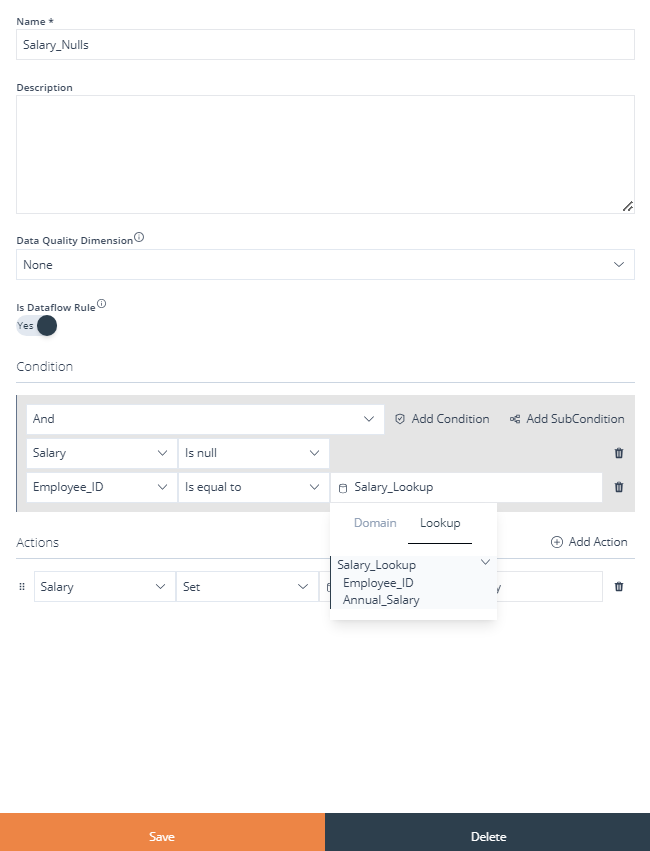 Name *
Salary_Nulls
Description
Data Quality Dimension
None
Is Dataflow Rule
Yes
Condition
And Add Condition Add SubCondition
Salary Is null
Employee_ID Is equal to Salary_Lookup
Domain Lookup
Actions Add Action
Salary_Lookup
Employee_ID
Annual_Salary
Salary Set
Save Delete